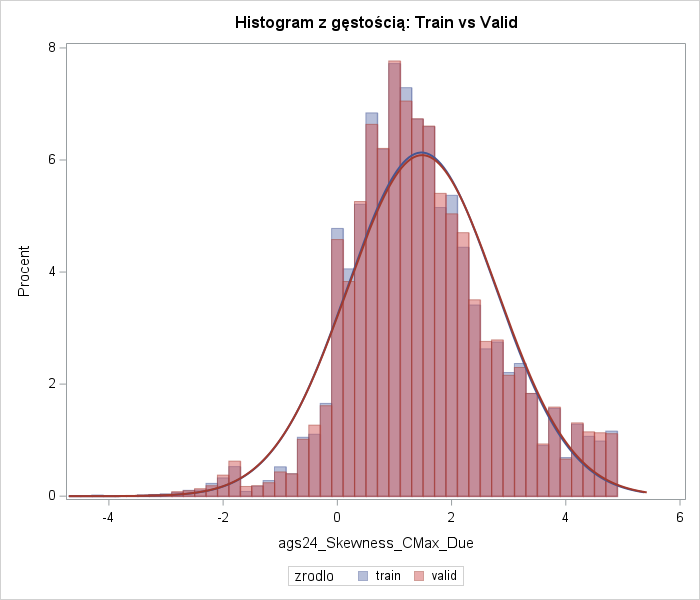 Histogram z gęstością: Train vs Valid
8
6
4
2
0
Procent
-4 -2 0 2 4 6
ags24_Skewness_CMax_Due
zrodlo train valid